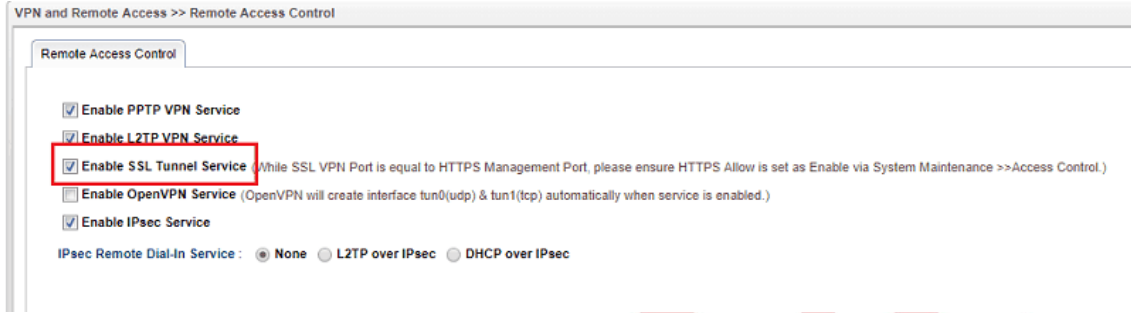 VPN and Remote Access >> Remote Access Control
Remote Access Control
Enable PPTP VPN Service
Enable L2TP VPN Service
Enable SSL Tunnel Service (While SSL VPN Port is equal to HTTPS Management Port, please ensure HTTPS Allow is set as Enable via System Maintenance >>Access Control.)
Enable OpenVPN Service (OpenVPN will create interface tun0(udp) & tun1(tcp) automatically when service is enabled.)
Enable IPsec Service
IPsec Remote Dial-In Service : None L2TP over IPsec DHCP over IPsec